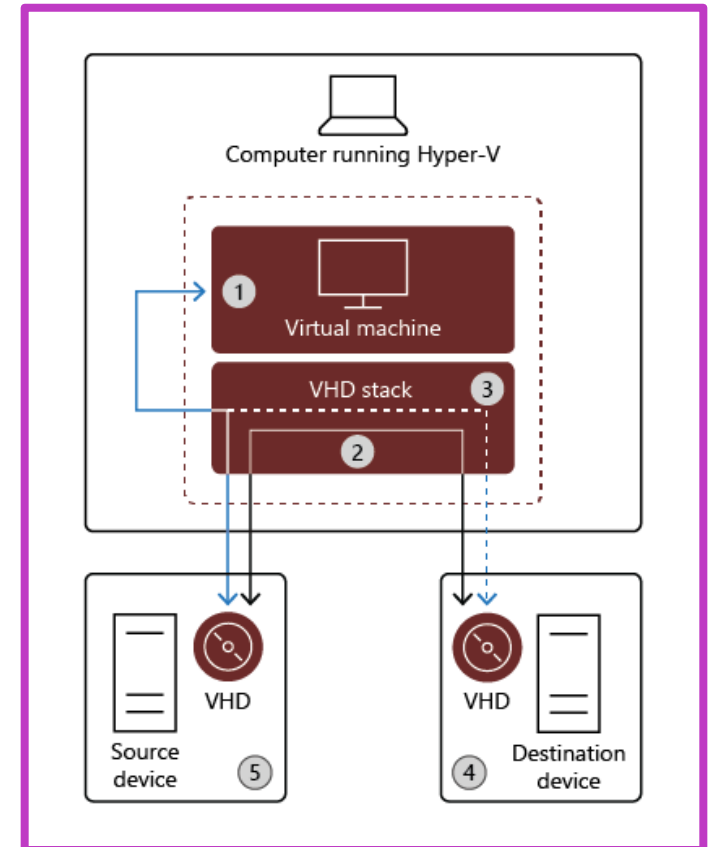 Computer running Hyper-V
1
Virtual machine
VHD stack
3
2
VHD
Source
device
5
VHD
4
Destination
device